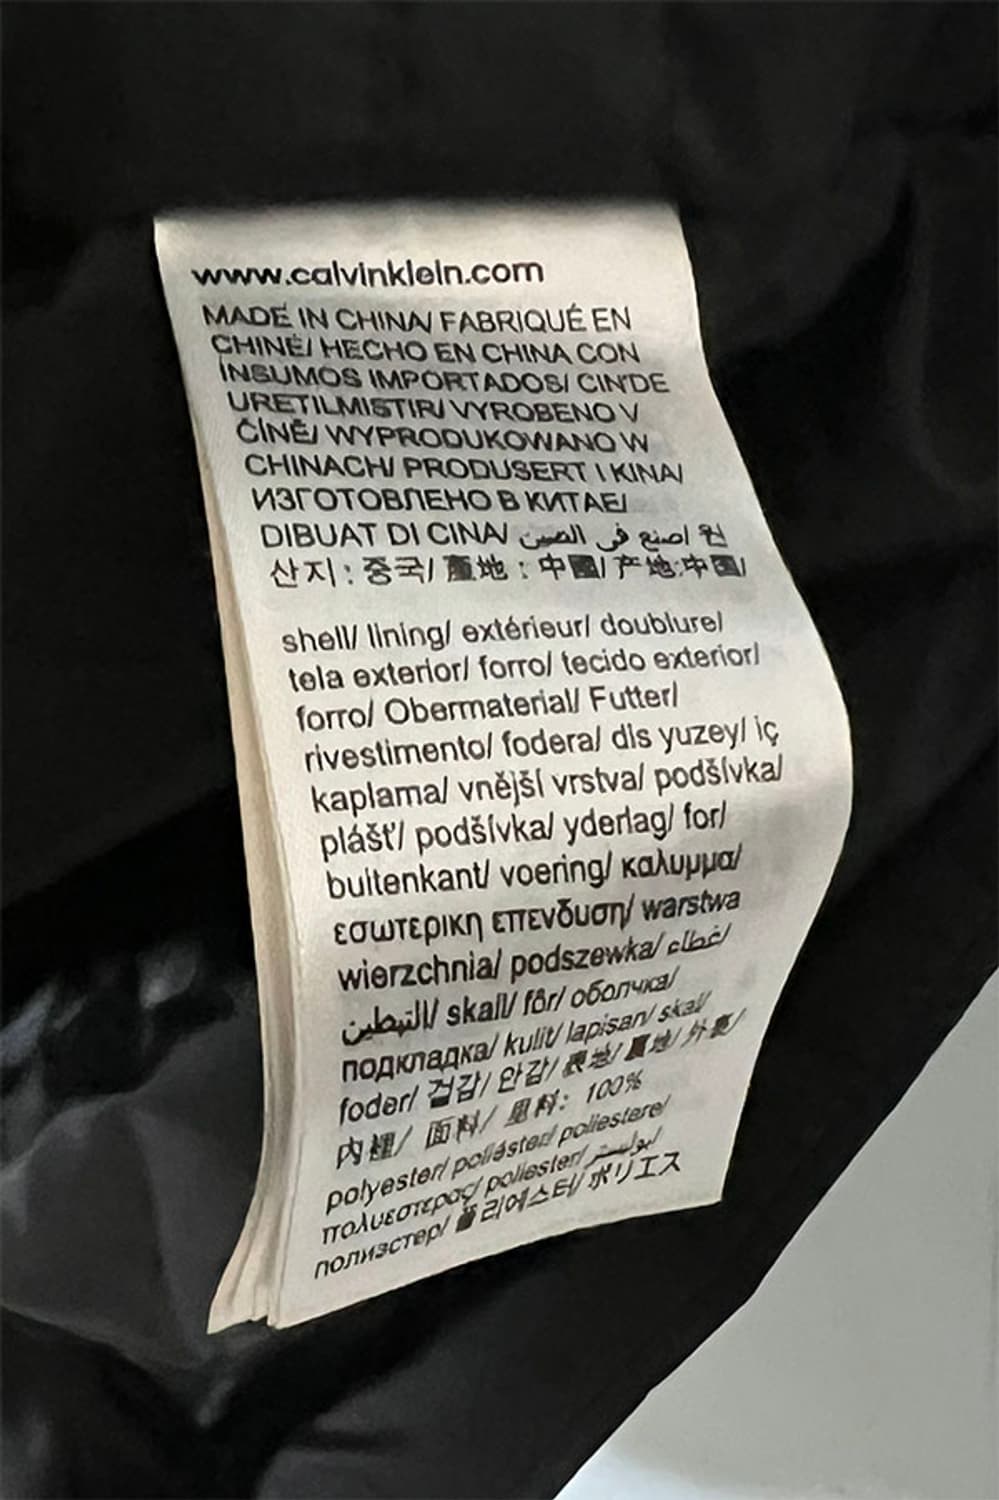 www.calvinklein.com
MADE IN CHINA/ FABRIQUÉ EN
CHINE/ HECHO EN CHINA CON
INSUMOS IMPORTADOS/ CIN'DE
URETILMISTIR/ VYROBENO V
ČÍNĚ/ WYPRODUKOWANO W
CHINACH/ PRODUSERT I KINA/
ИЗГОТОВЛЕНО В КИТАЕ/
DIBUAT DI CINA/ اصنع فى الصين 원
산지: 중국/ 產地: 中國/ 产地:中国/
shell/ lining/ extérieur/ doublure/
tela exterior/ forro/ tecido exterior/
forro/ Obermaterial/ Futter/
rivestimento/ fodera/ dis yuzey/ iç
kaplama/ vnější vrstva/ podšívka/
plášť/ podšívka/ yderlag/ for/
buitenkant/ voering/ καλυμμα/
εσωτερικη επενδυση/ warstwa
wierzchnia/ podszewka/ غطاء/
التبطين/ skall/ fôr/ оболчка/
подкладка/ kulit/ lapisan/ skal/
foder/ 겉감/ 안감/ 表地/ 裏地/ 外裏/
内裡/ 面料/ 里料: 100%
polyester/ poliéster/ poliestere/
πολυεστερας/ poliester/ بوليستر/
полиэстер/ 폴리에스터/ ポリエス